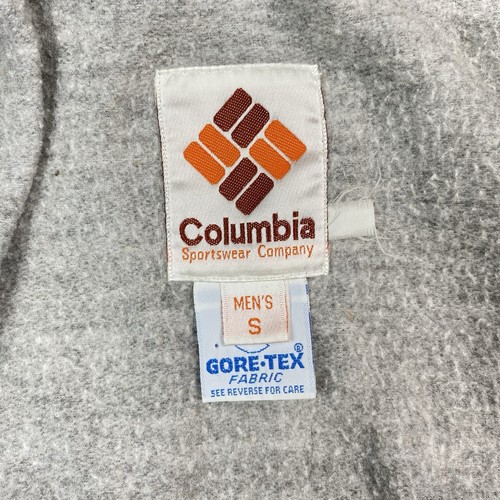 Columbia
Sportswear Company
MEN'S
S
GORE-TEX®
FABRIC
SEE REVERSE FOR CARE